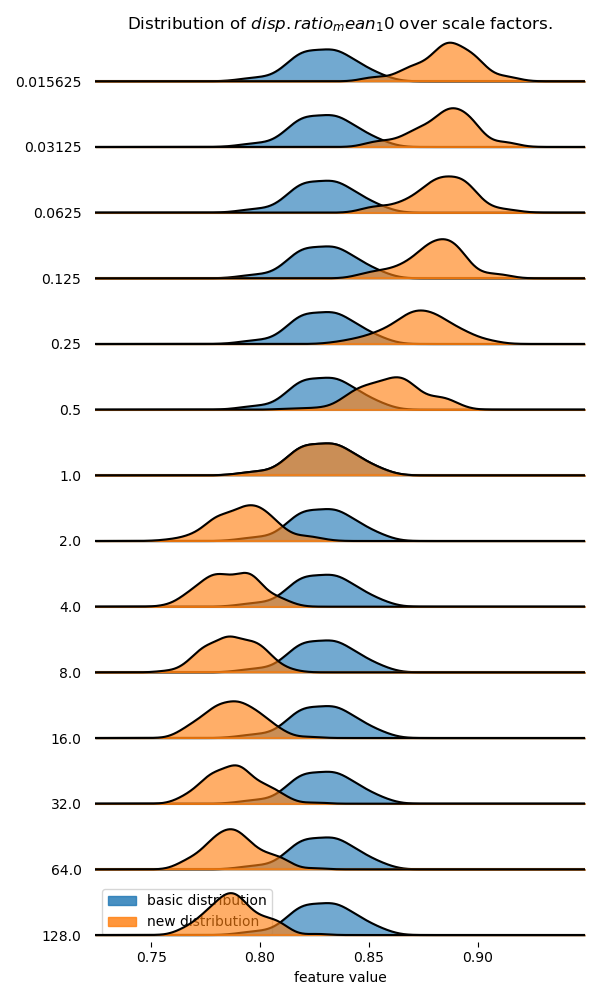 Distribution of disp.ratio_mean_10 over scale factors.
0.015625
0.03125
0.0625
0.125
0.25
0.5
1.0
2.0
4.0
8.0
16.0
32.0
64.0
basic distribution
new distribution
128.0
0.75 0.80 0.85 0.90
feature value